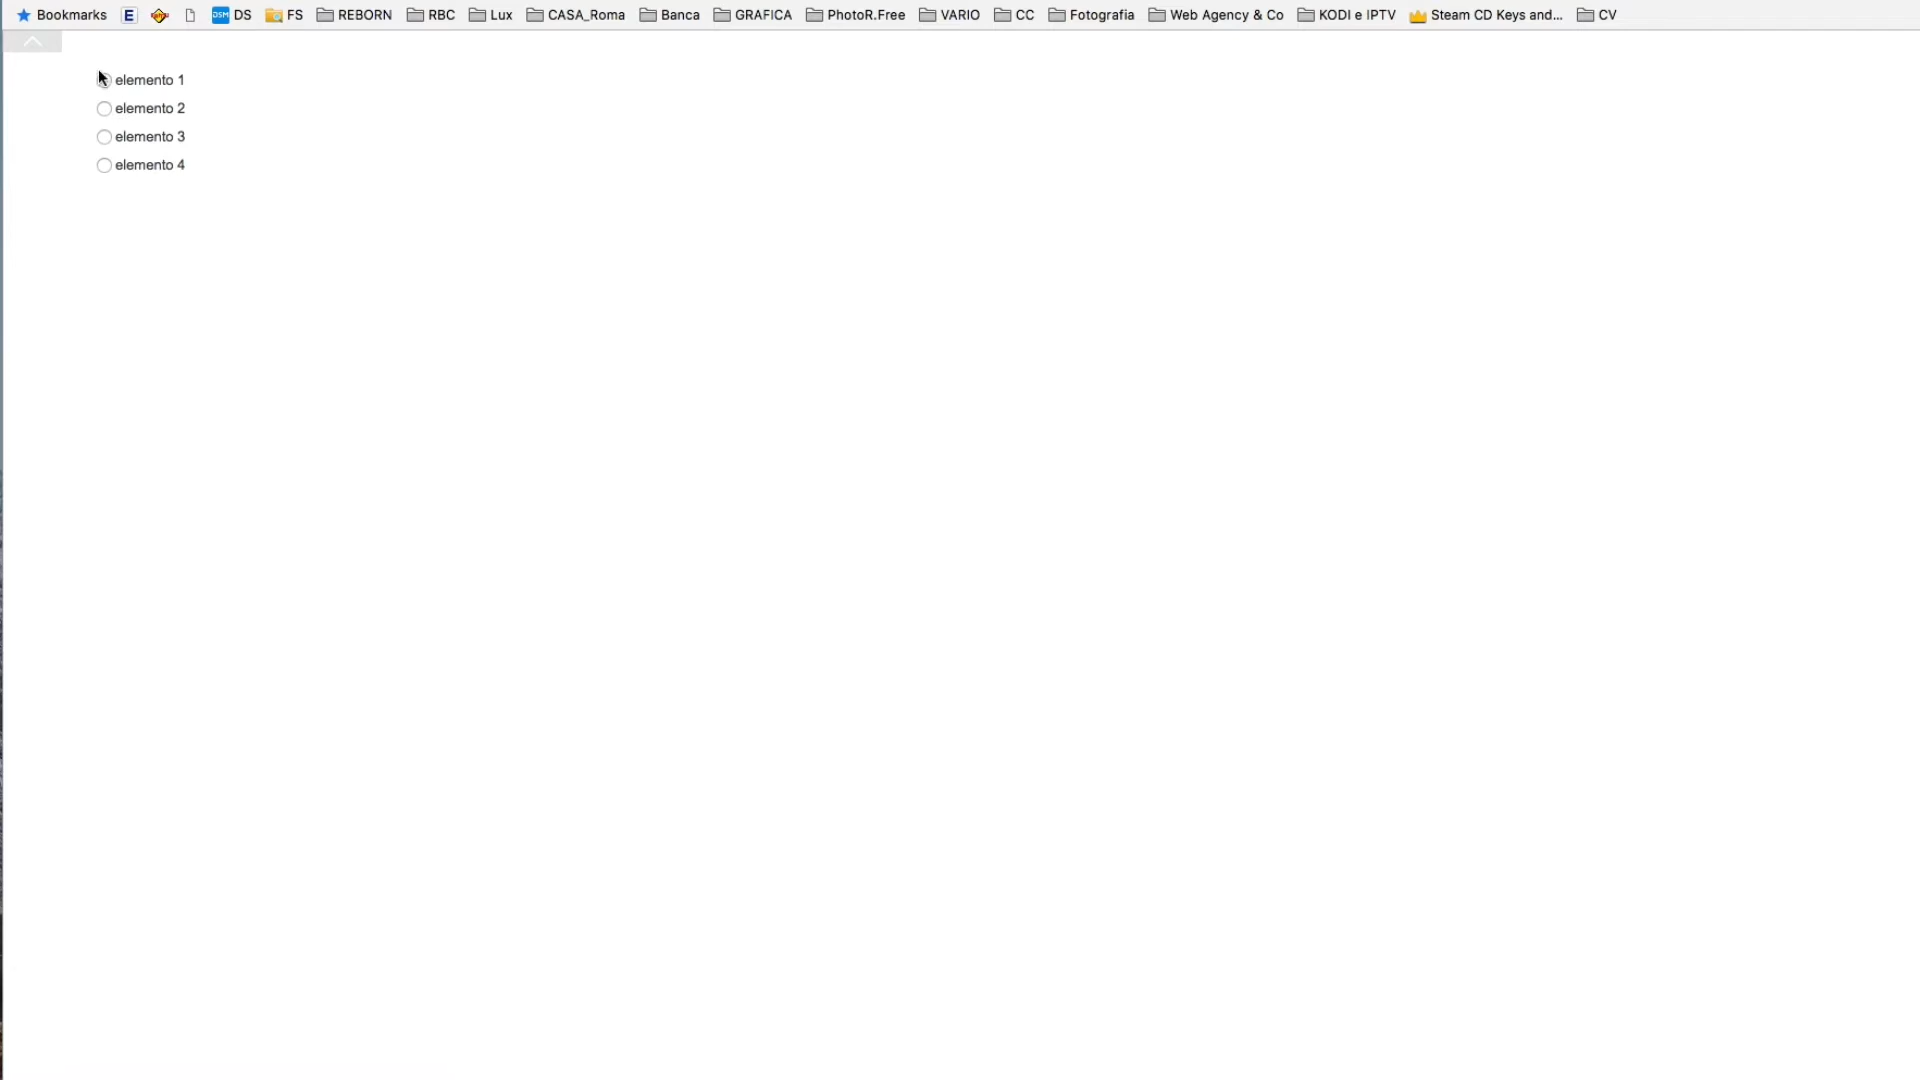 Bookmarks E DSM DS FS REBORN RBC Lux CASA_Roma Banca GRAFICA PhotoR.Free VARIO CC Fotografia Web Agency & Co KODI e IPTV Steam CD Keys and... CV
elemento 1
elemento 2
elemento 3
elemento 4